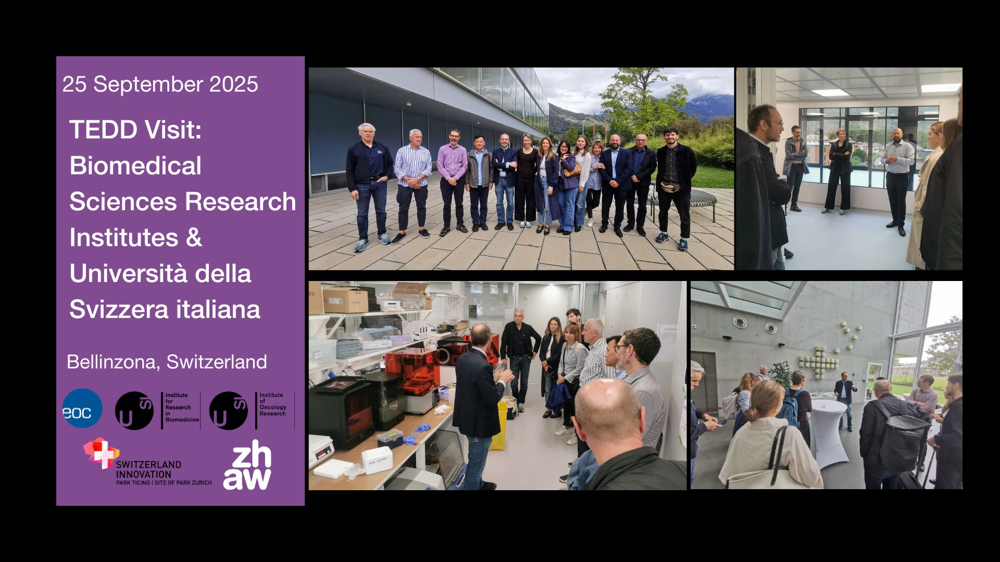 25 September 2025
TEDD Visit:
Biomedical
Sciences Research
Institutes &
Università della
Svizzera italiana
Bellinzona, Switzerland
eoc
USI
Institute
for
Research
in
Biomedicine
USI
Institute
of
Oncology
Research
SWITZERLAND
INNOVATION
PARK TICINO | SITE OF PARK ZURICH
zh
aw
102